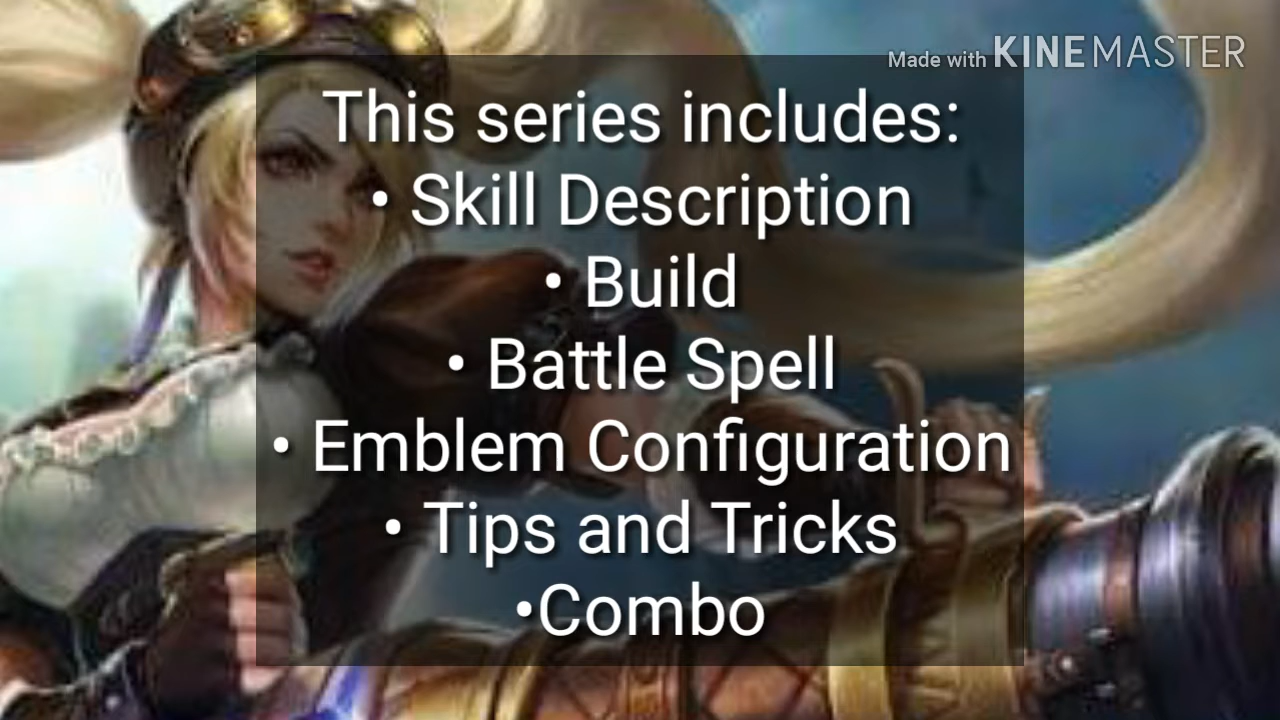 Made with KINEMASTER
This series includes:
• Skill Description
• Build
• Battle Spell
• Emblem Configuration
• Tips and Tricks
•Combo